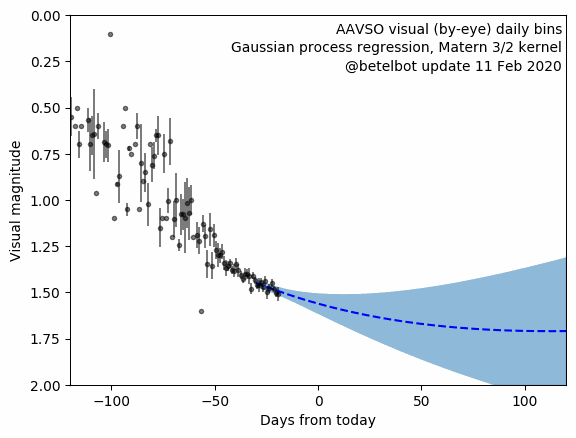 AAVSO visual (by-eye) daily bins
Gaussian process regression, Matern 3/2 kernel
@betelbot update 11 Feb 2020
0.00
0.25
0.50
0.75
1.00
1.25
1.50
1.75
2.00
Visual magnitude
−100
−50
0
50
100
Days from today